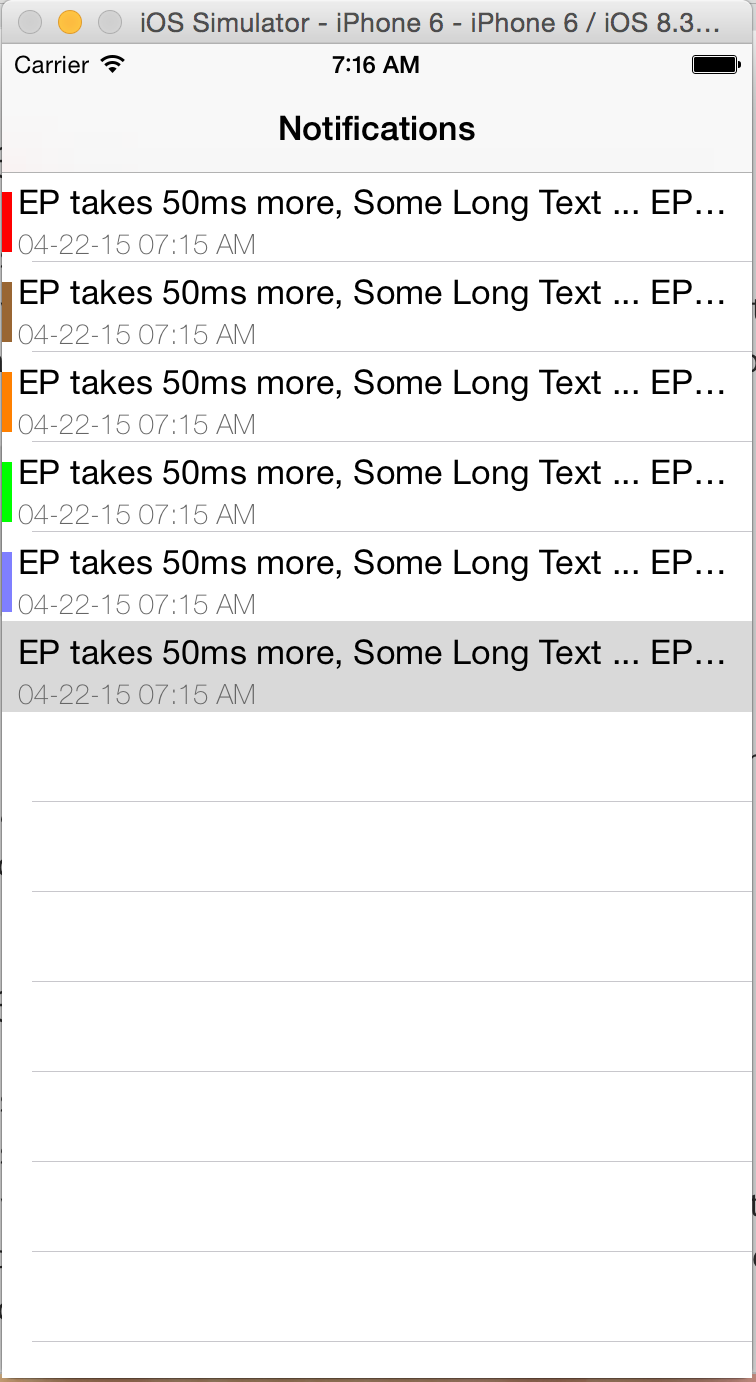 iOS Simulator - iPhone 6 - iPhone 6 / iOS 8.3...
Carrier 7:16 AM
Notifications
EP takes 50ms more, Some Long Text ... EP...
04-22-15 07:15 AM
EP takes 50ms more, Some Long Text ... EP...
04-22-15 07:15 AM
EP takes 50ms more, Some Long Text ... EP...
04-22-15 07:15 AM
EP takes 50ms more, Some Long Text ... EP...
04-22-15 07:15 AM
EP takes 50ms more, Some Long Text ... EP...
04-22-15 07:15 AM
EP takes 50ms more, Some Long Text ... EP...
04-22-15 07:15 AM